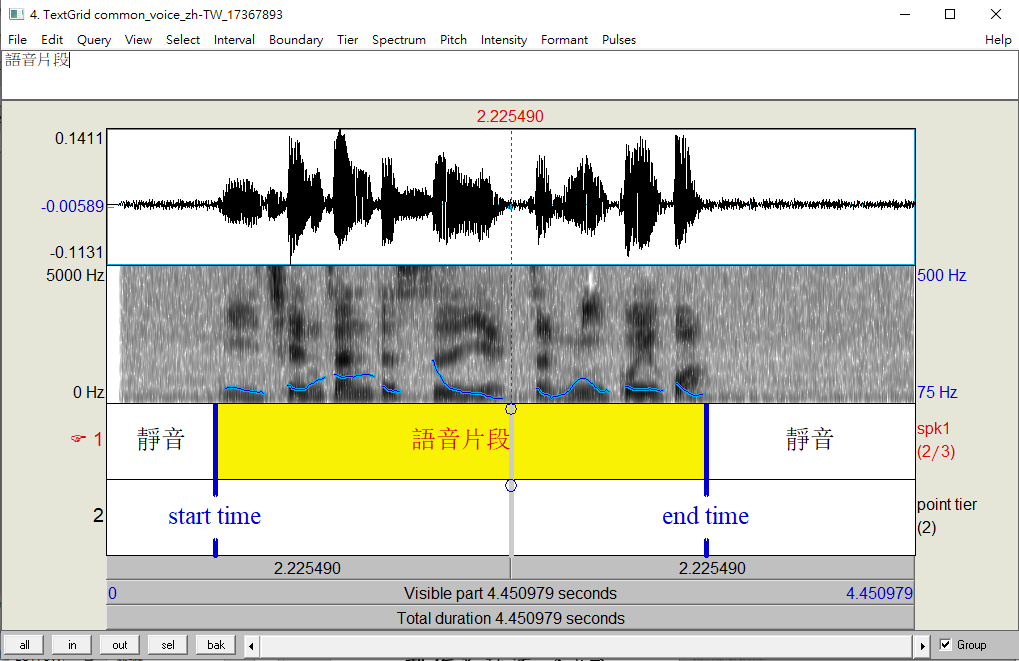 4. TextGrid common_voice_zh-TW_17367893
File Edit Query View Select Interval Boundary Tier Spectrum Pitch Intensity Formant Pulses Help
語音片段
2.225490
0.1411
-0.00589
-0.1131
5000 Hz 500 Hz
0 Hz 75 Hz
☞ 1 靜音 語音片段 靜音 spk1
(2/3)
2 start time end time point tier
(2)
2.225490 2.225490
0 Visible part 4.450979 seconds 4.450979
Total duration 4.450979 seconds
all in out sel bak Group